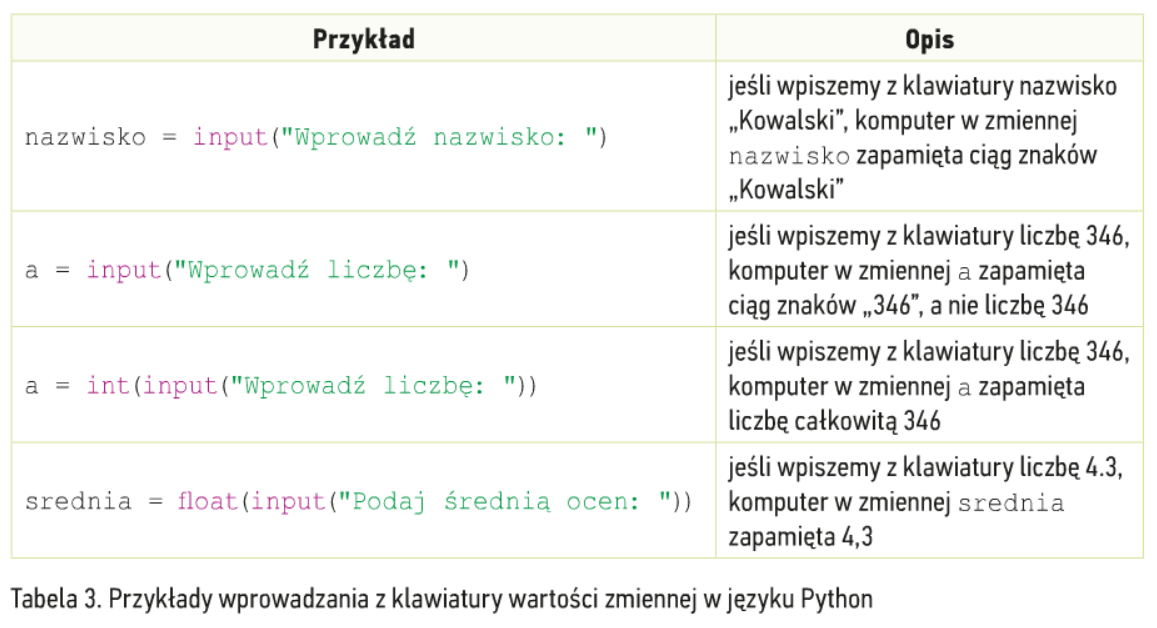 Przykład
Opis
nazwisko = input("Wprowadź nazwisko: ")
jeśli wpiszemy z klawiatury nazwisko
„Kowalski”, komputer w zmiennej
nazwisko zapamięta ciąg znaków
„Kowalski”
a = input("Wprowadź liczbę: ")
jeśli wpiszemy z klawiatury liczbę 346,
komputer w zmiennej a zapamięta
ciąg znaków „346”, a nie liczbę 346
a = int(input("Wprowadź liczbę: "))
jeśli wpiszemy z klawiatury liczbę 346,
komputer w zmiennej a zapamięta
liczbę całkowitą 346
srednia = float(input("Podaj średnią ocen: "))
jeśli wpiszemy z klawiatury liczbę 4.3,
komputer w zmiennej srednia
zapamięta 4,3
Tabela 3. Przykłady wprowadzania z klawiatury wartości zmiennej w języku Python